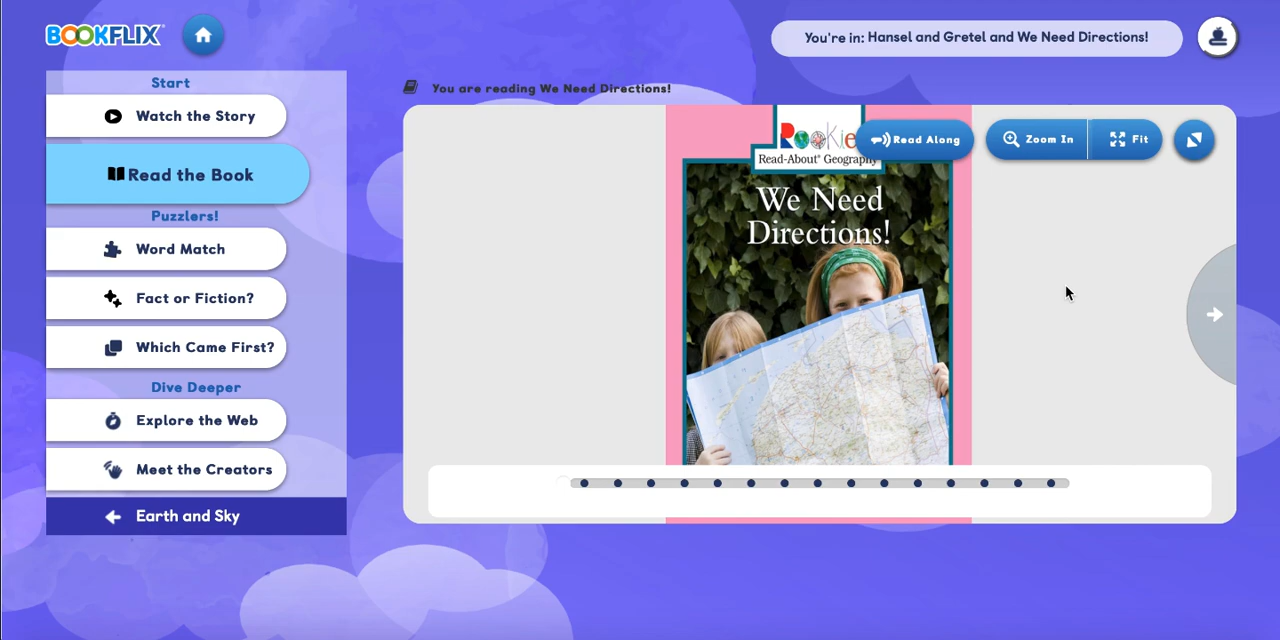 BOOKFLIX
You're in: Hansel and Gretel and We Need Directions!
Start
Watch the Story
Read the Book
Puzzlers!
Word Match
Fact or Fiction?
Which Came First?
Dive Deeper
Explore the Web
Meet the Creators
Earth and Sky
You are reading We Need Directions!
Read Along
Zoom In
Fit
Rookie
Read-About® Geography
We Need
Directions!